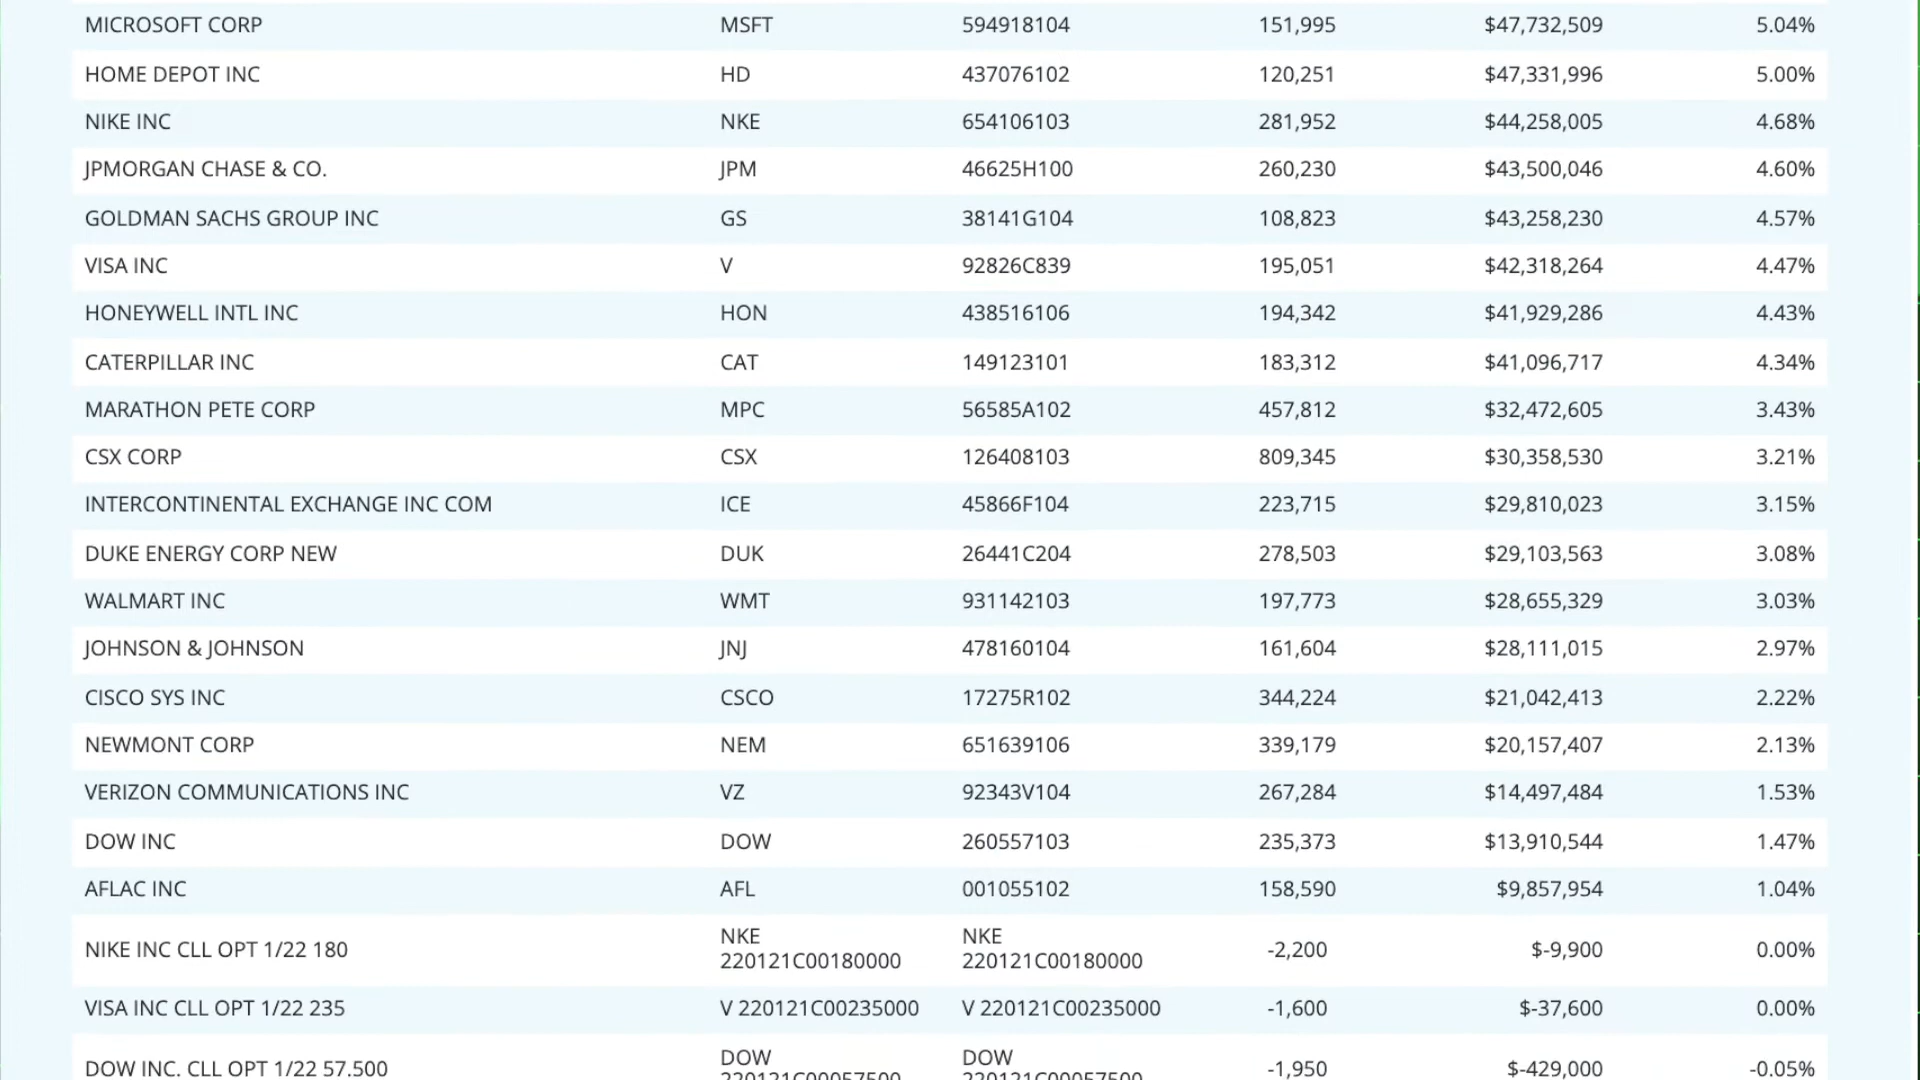 MICROSOFT CORP MSFT 594918104 151,995 $47,732,509 5.04%
HOME DEPOT INC HD 437076102 120,251 $47,331,996 5.00%
NIKE INC NKE 654106103 281,952 $44,258,005 4.68%
JPMORGAN CHASE & CO. JPM 46625H100 260,230 $43,500,046 4.60%
GOLDMAN SACHS GROUP INC GS 38141G104 108,823 $43,258,230 4.57%
VISA INC V 92826C839 195,051 $42,318,264 4.47%
HONEYWELL INTL INC HON 438516106 194,342 $41,929,286 4.43%
CATERPILLAR INC CAT 149123101 183,312 $41,096,717 4.34%
MARATHON PETE CORP MPC 56585A102 457,812 $32,472,605 3.43%
CSX CORP CSX 126408103 809,345 $30,358,530 3.21%
INTERCONTINENTAL EXCHANGE INC COM ICE 45866F104 223,715 $29,810,023 3.15%
DUKE ENERGY CORP NEW DUK 26441C204 278,503 $29,103,563 3.08%
WALMART INC WMT 931142103 197,773 $28,655,329 3.03%
JOHNSON & JOHNSON JNJ 478160104 161,604 $28,111,015 2.97%
CISCO SYS INC CSCO 17275R102 344,224 $21,042,413 2.22%
NEWMONT CORP NEM 651639106 339,179 $20,157,407 2.13%
VERIZON COMMUNICATIONS INC VZ 92343V104 267,284 $14,497,484 1.53%
DOW INC DOW 260557103 235,373 $13,910,544 1.47%
AFLAC INC AFL 001055102 158,590 $9,857,954 1.04%
NIKE INC CLL OPT 1/22 180 NKE 220121C00180000 NKE 220121C00180000 -2,200 $-9,900 0.00%
VISA INC CLL OPT 1/22 235 V 220121C00235000 V 220121C00235000 -1,600 $-37,600 0.00%
DOW INC. CLL OPT 1/22 57.500 DOW 220121C00057500 DOW 220121C00057500 -1,950 $-429,000 -0.05%